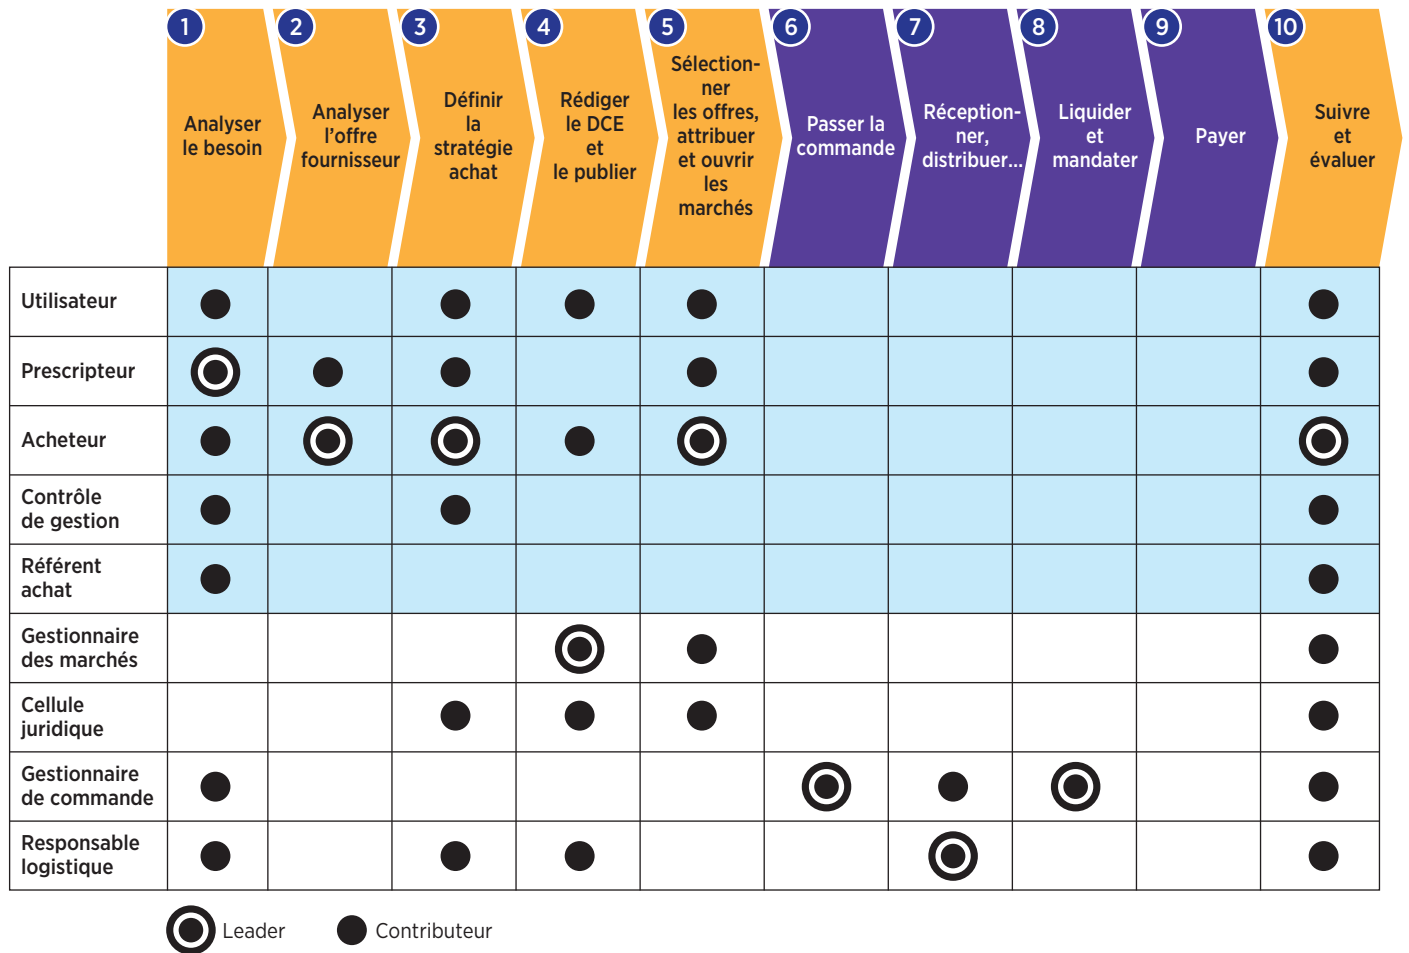 1
2
3
4
5
6
7
8
9
10
Analyser
le besoin
Analyser
l’offre
fournisseur
Définir
la
stratégie
achat
Rédiger
le DCE
et
le publier
Sélection-
ner
les offres,
attribuer
et ouvrir
les
marchés
Passer la
commande
Réception-
ner,
distribuer...
Liquider
et
mandater
Payer
Suivre
et
évaluer
Utilisateur
Prescripteur
Acheteur
Contrôle
de gestion
Référent
achat
Gestionnaire
des marchés
Cellule
juridique
Gestionnaire
de commande
Responsable
logistique
Leader
Contributeur